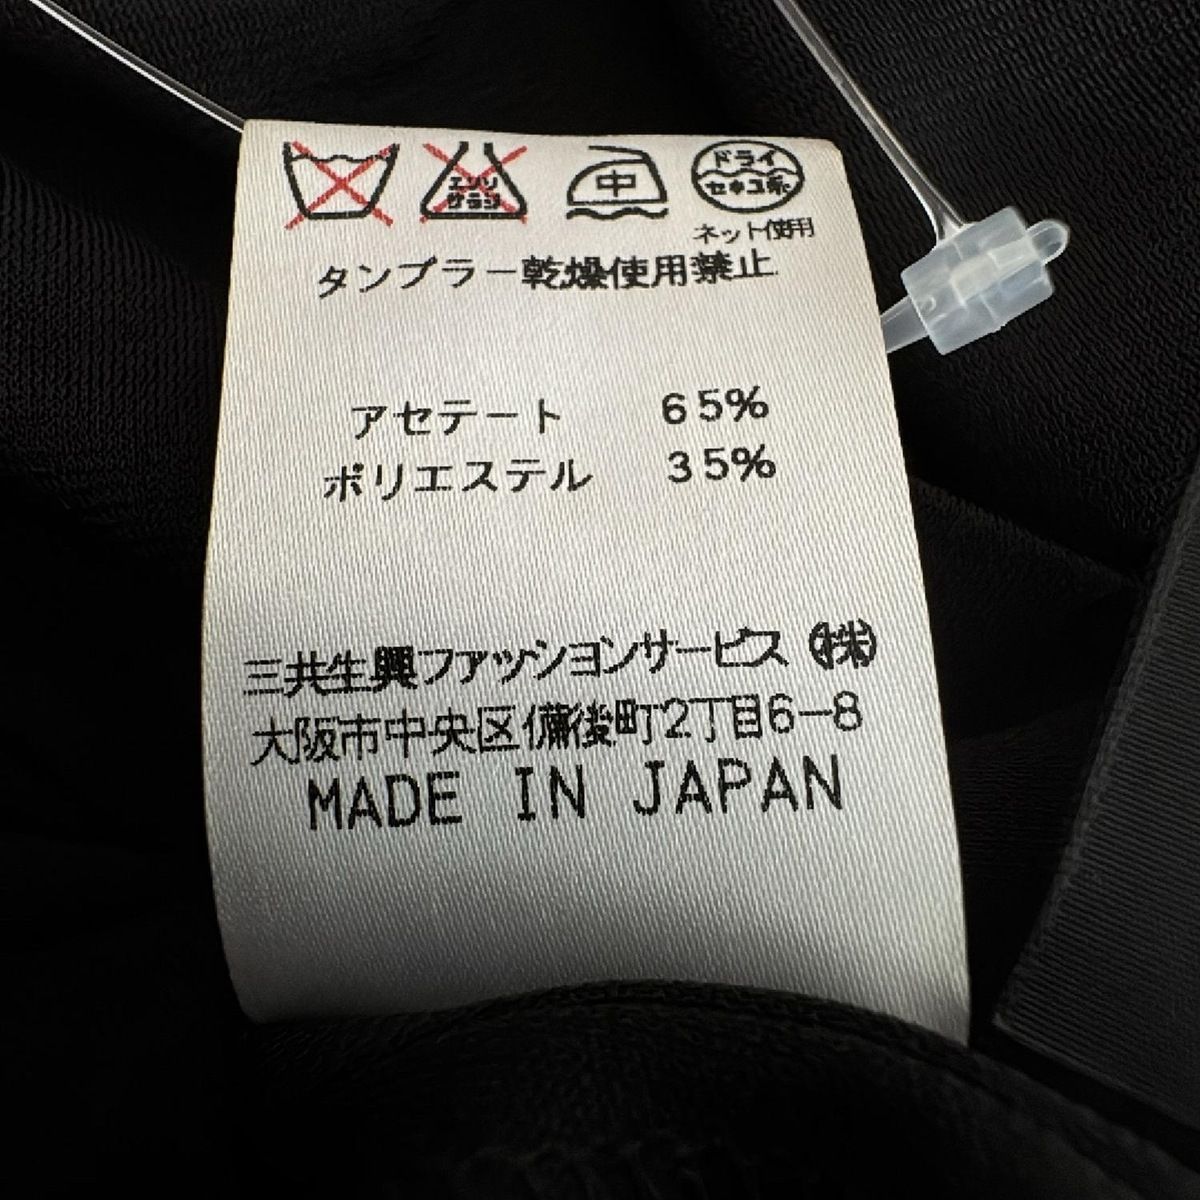 エンソ
サラシ
中
ドライ
セキユ系
ネット使用
タンブラー乾燥使用禁止
アセテート 65%
ポリエステル 35%
三共生興ファッションサービス(株)
大阪市中央区備後町2丁目6-8
MADE IN JAPAN